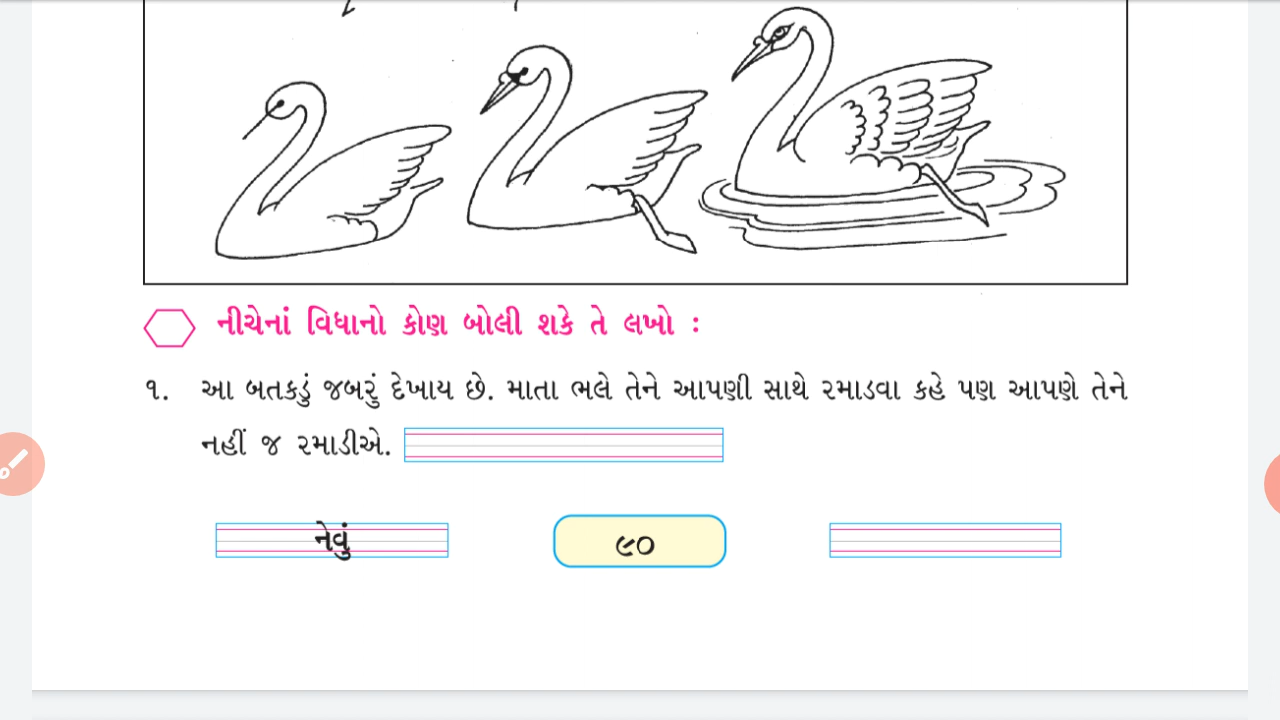 નીચેનાં વિધાનો કોણ બોલી શકે તે લખો :
૧. આ બતકડું જબરું દેખાય છે. માતા ભલે તેને આપણી સાથે રમાડવા કહે પણ આપણે તેને
નહીં જ રમાડીએ.
નેવું ૯૦